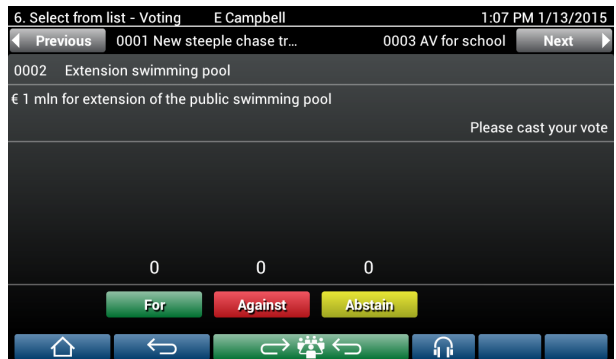 6. Select from list - Voting E Campbell 1:07 PM 1/13/2015
Previous 0001 New steeple chase tr... 0003 AV for school Next
0002 Extension swimming pool
€ 1 mln for extension of the public swimming pool
Please cast your vote
0 0 0
For Against Abstain